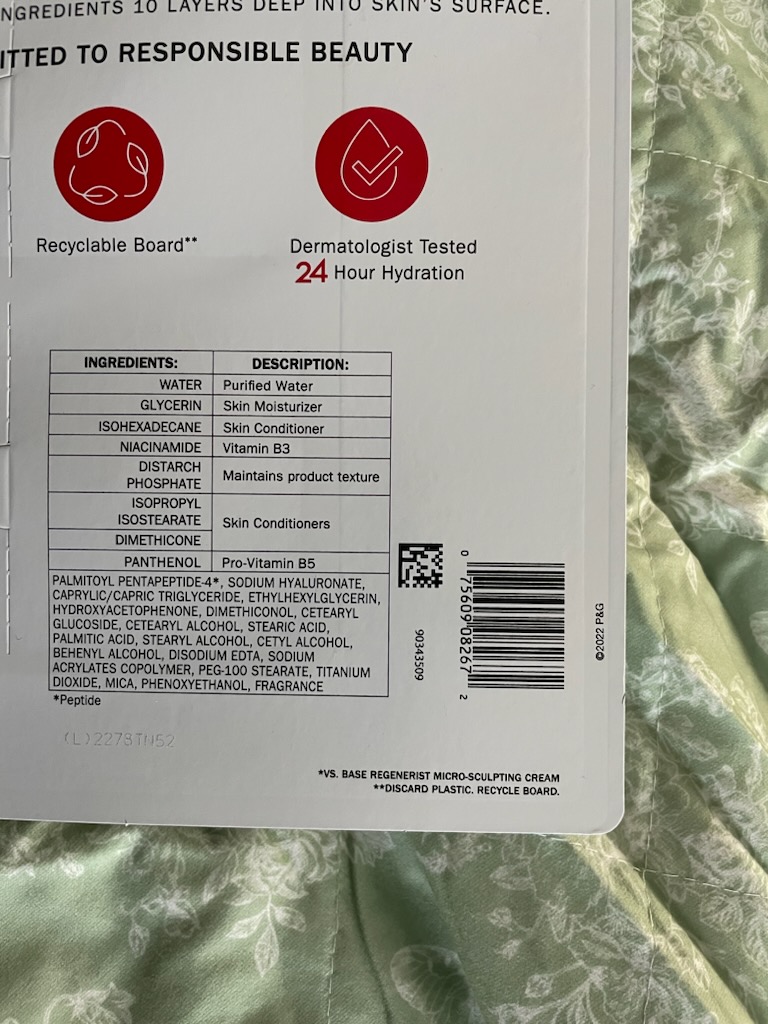 NGREDIENTS 10 LAYERS DEEP INTO SKIN'S SURFACE.
ITTED TO RESPONSIBLE BEAUTY
Recyclable Board**
Dermatologist Tested
24 Hour Hydration
INGREDIENTS: DESCRIPTION:
WATER Purified Water
GLYCERIN Skin Moisturizer
ISOHEXADECANE Skin Conditioner
NIACINAMIDE Vitamin B3
DISTARCH
PHOSPHATE Maintains product texture
ISOPROPYL
ISOSTEARATE Skin Conditioners
DIMETHICONE
PANTHENOL Pro-Vitamin B5
PALMITOYL PENTAPEPTIDE-4*, SODIUM HYALURONATE,
CAPRYLIC/CAPRIC TRIGLYCERIDE, ETHYLHEXYLGLYCERIN,
HYDROXYACETOPHENONE, DIMETHICONOL, CETEARYL
GLUCOSIDE, CETEARYL ALCOHOL, STEARIC ACID,
PALMITIC ACID, STEARYL ALCOHOL, CETYL ALCOHOL,
BEHENYL ALCOHOL, DISODIUM EDTA, SODIUM
ACRYLATES COPOLYMER, PEG-100 STEARATE, TITANIUM
DIOXIDE, MICA, PHENOXYETHANOL, FRAGRANCE
*Peptide
(L)2278TN52
90343509
0 75609 08267 2
©2022 P&G
*VS. BASE REGENERIST MICRO-SCULPTING CREAM
**DISCARD PLASTIC. RECYCLE BOARD.